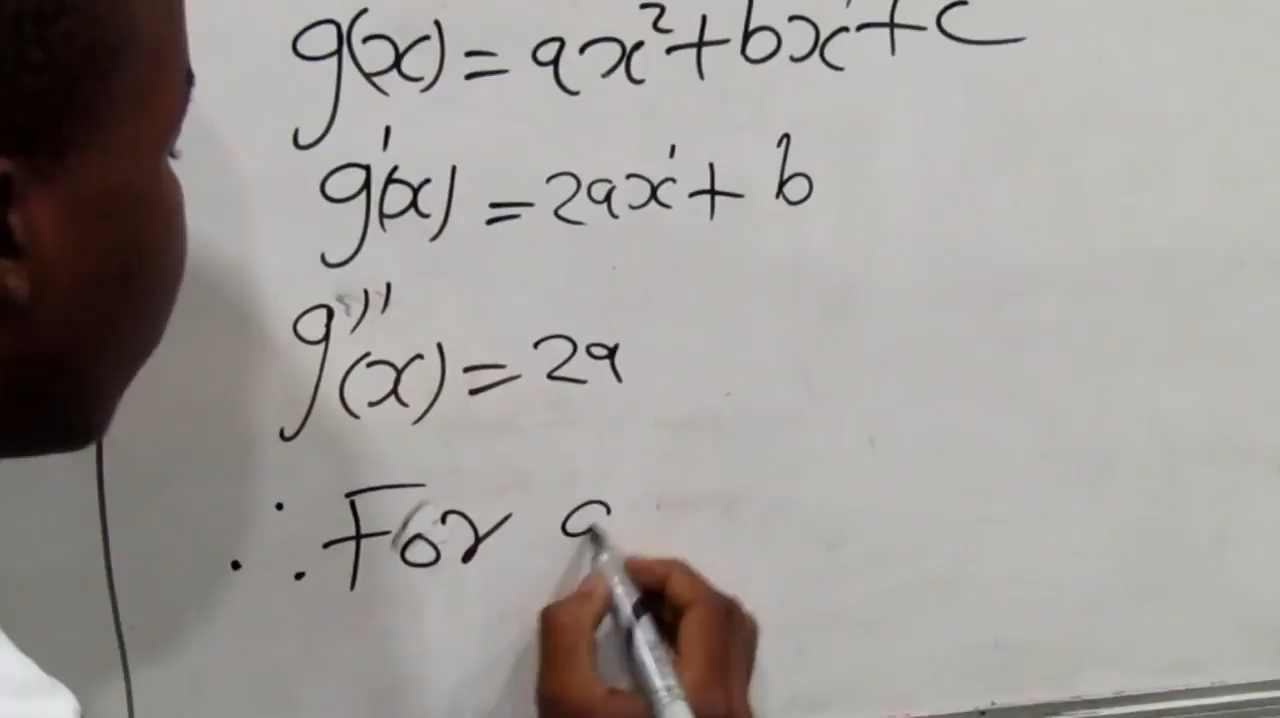 g(x) = ax²+bx'+c
g'(x) = 2ax'+ b
g''(x) = 2a
∴ For a